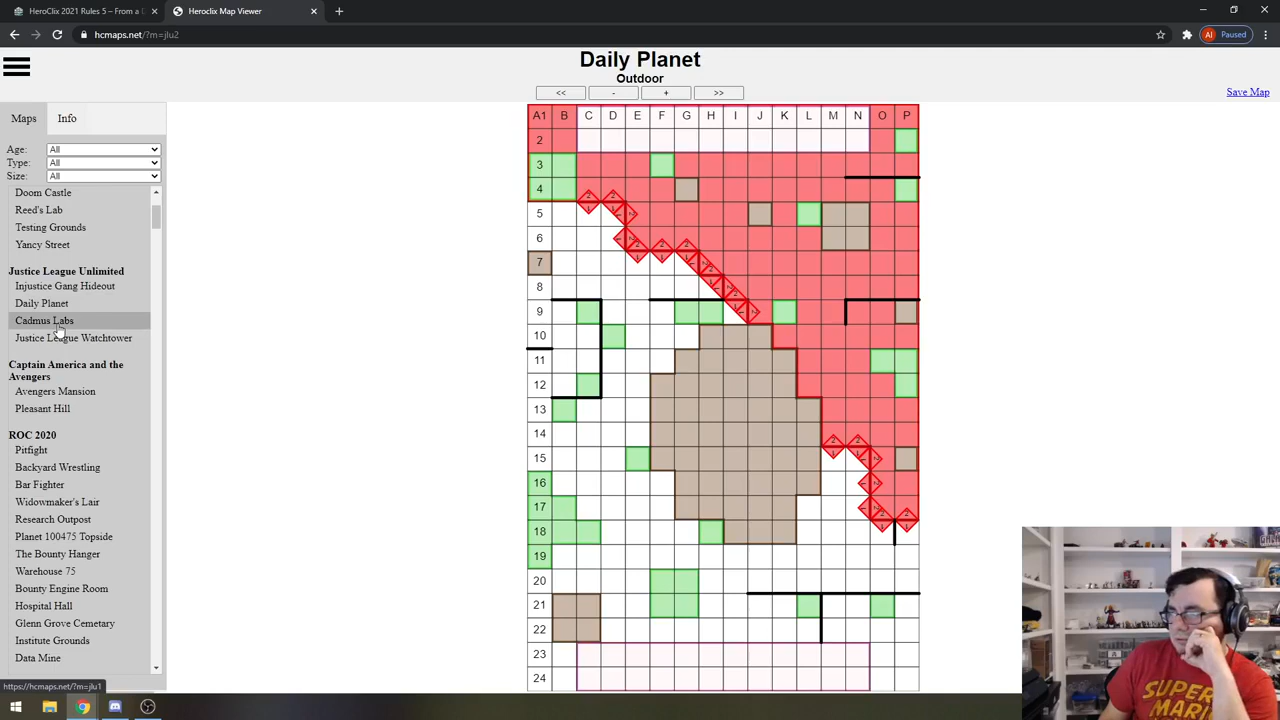 HeroClix 2021 Rules 5 – From a D
Heroclix Map Viewer
hcmaps.net/?m=jlu2
AI Paused
Daily Planet
Outdoor
<< - + >>
Save Map
Maps Info
Age: All
Type: All
Size: All
Doom Castle
Reed's Lab
Testing Grounds
Yancy Street
Justice League Unlimited
Injustice Gang Hideout
Daily Planet
Cadmus Labs
Justice League Watchtower
Captain America and the
Avengers
Avengers Mansion
Pleasant Hill
ROC 2020
Pitfight
Backyard Wrestling
Bar Fighter
Widowmaker's Lair
Research Outpost
Planet 100475 Topside
The Bounty Hanger
Warehouse 75
Bounty Engine Room
Hospital Hall
Glenn Grove Cemetary
Institute Grounds
Data Mine
https://hcmaps.net/?m=jlu1
A1 B C D E F G H I J K L M N O P
2
3
4
5
6
7
8
9
10
11
12
13
14
15
16
17
18
19
20
21
22
23
24
SUPER
MARIO